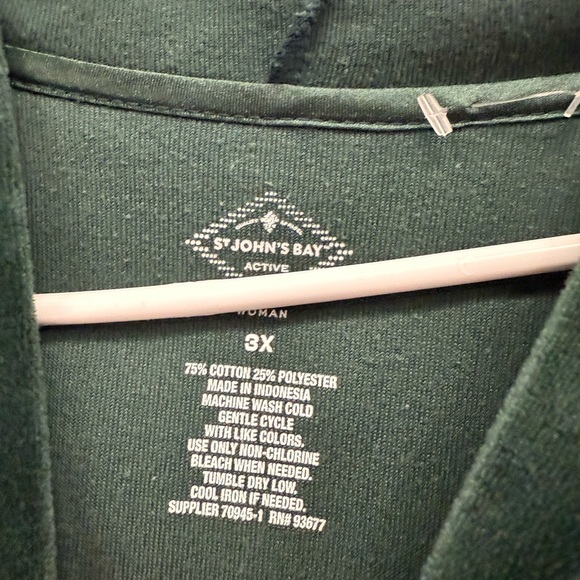 ST JOHN'S BAY
ACTIVE
WOMAN
3X
75% COTTON 25% POLYESTER
MADE IN INDONESIA
MACHINE WASH COLD
GENTLE CYCLE
WITH LIKE COLORS.
USE ONLY NON-CHLORINE
BLEACH WHEN NEEDED.
TUMBLE DRY LOW.
COOL IRON IF NEEDED.
SUPPLIER 70945-1 RN# 93677